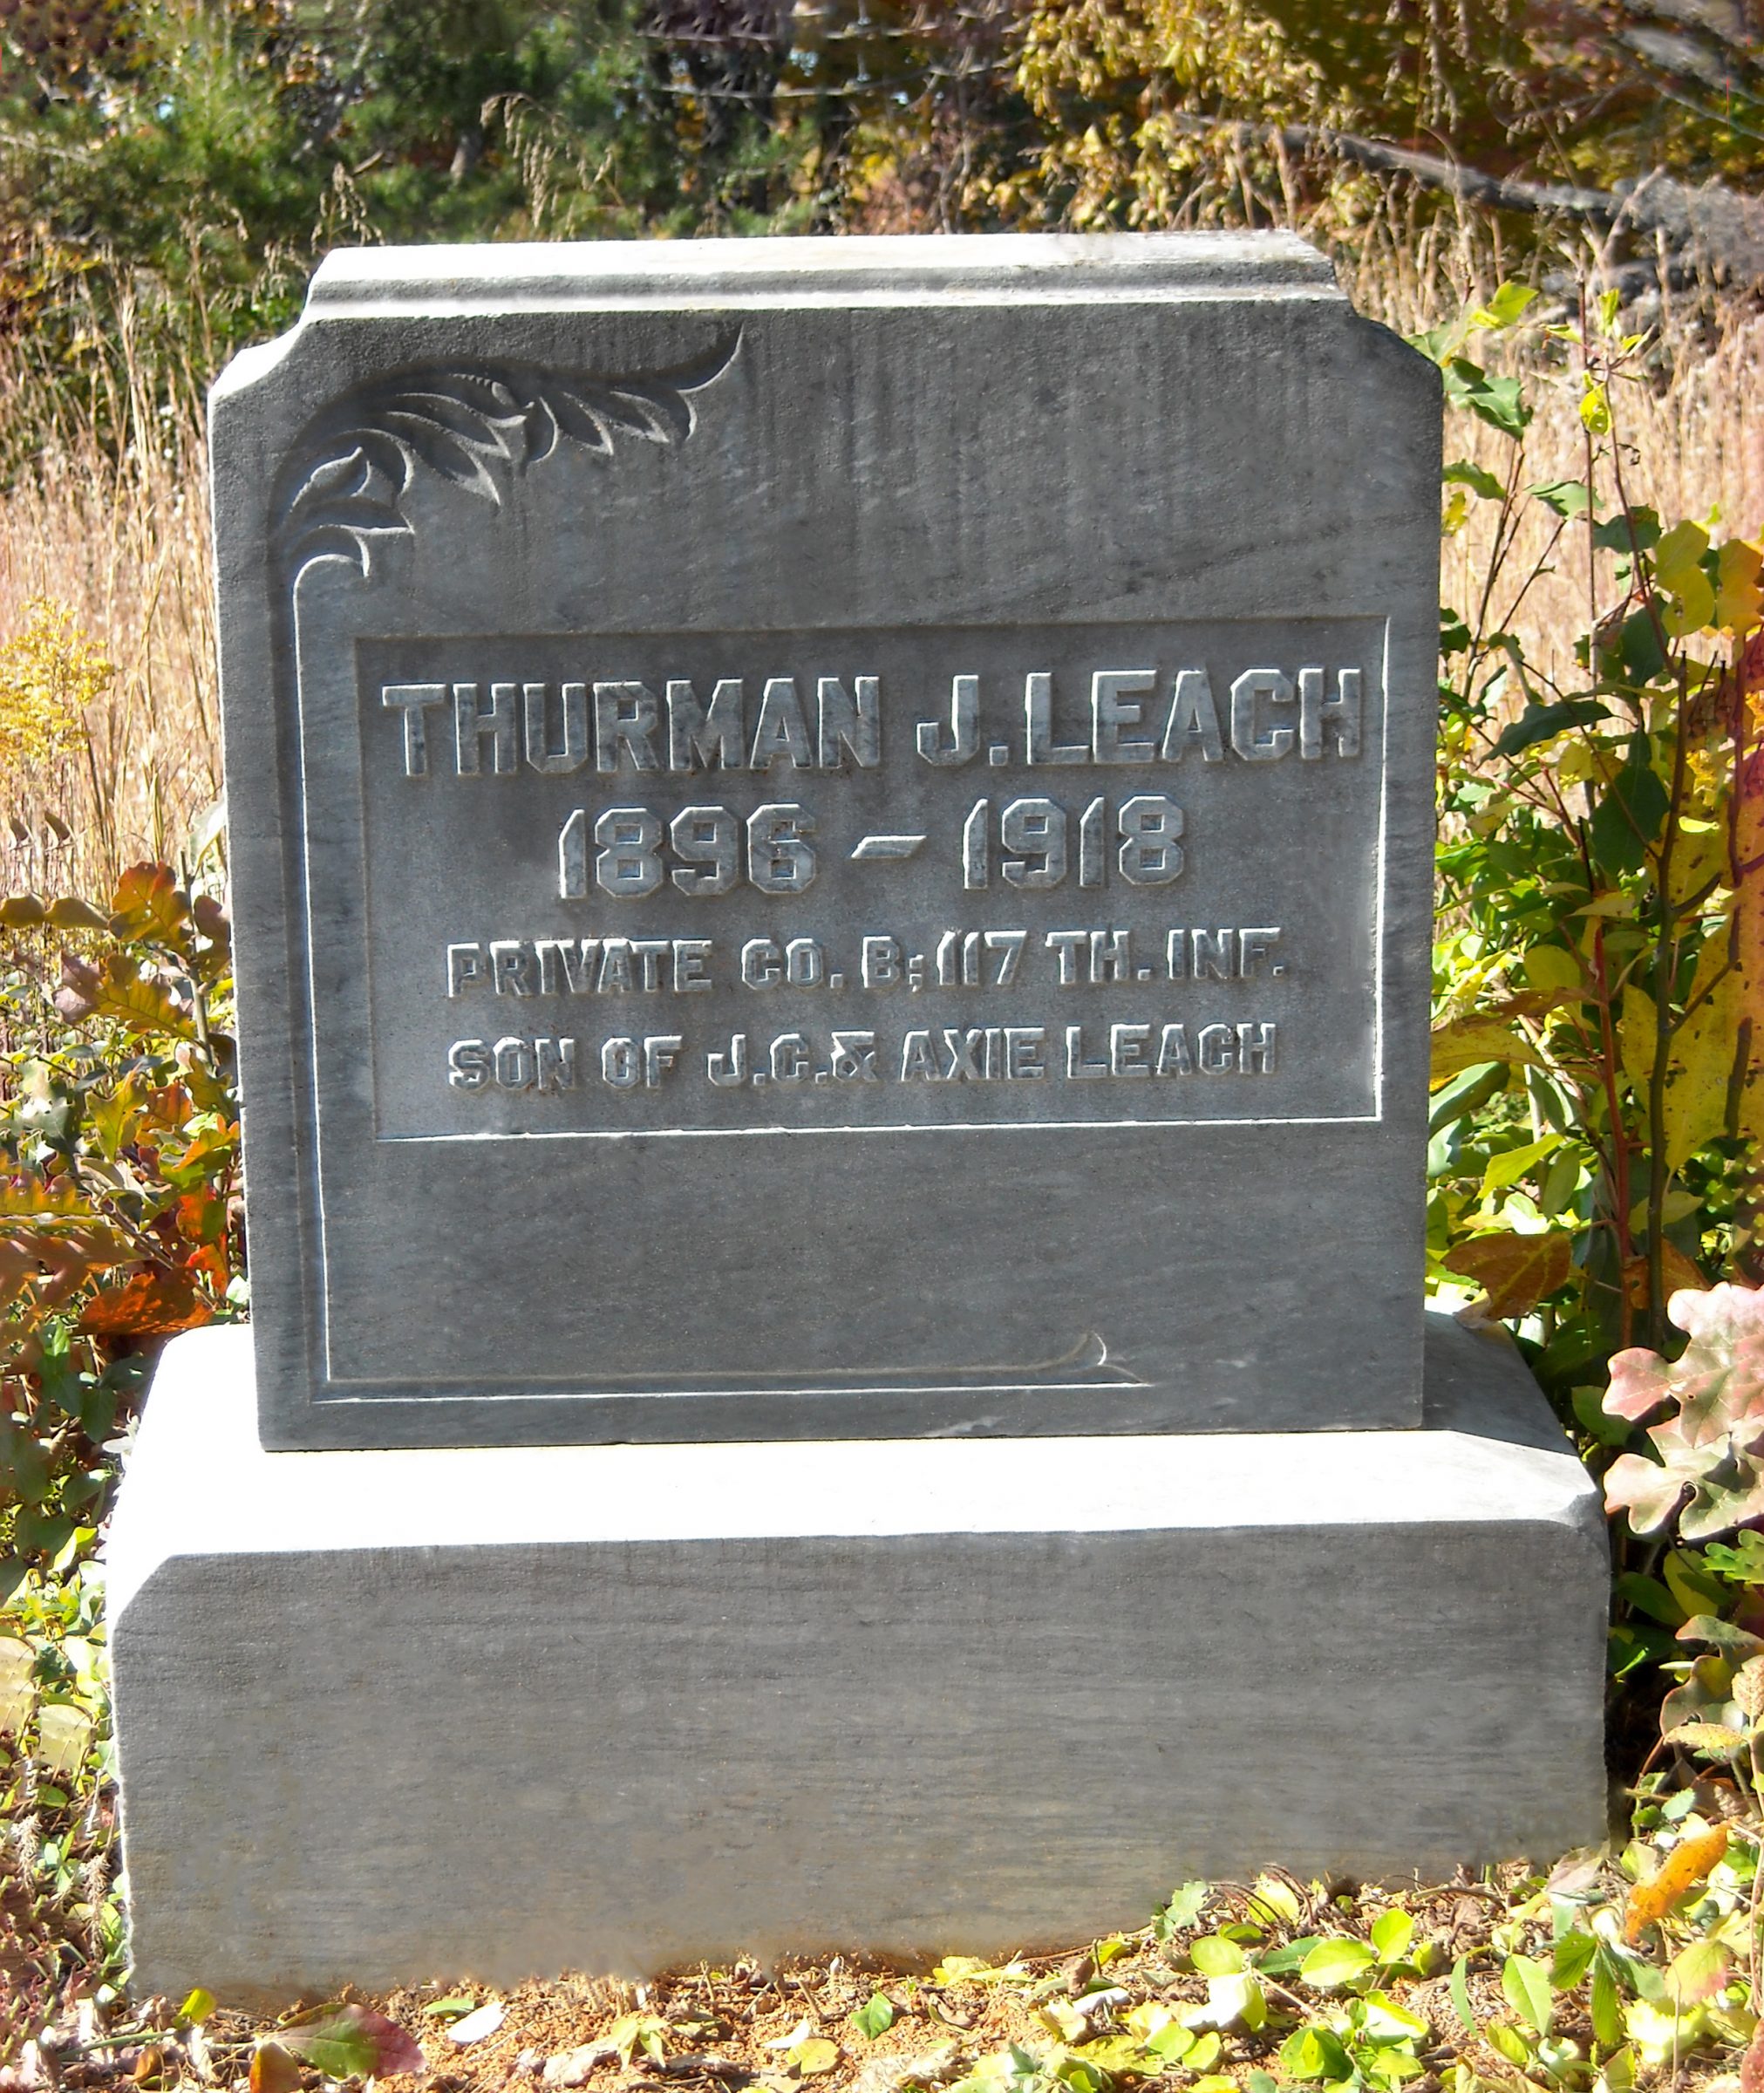 THURMAN J. LEACH
1896 – 1918
PRIVATE CO. B; 117 TH. INF.
SON OF J.C. & AXIE LEACH